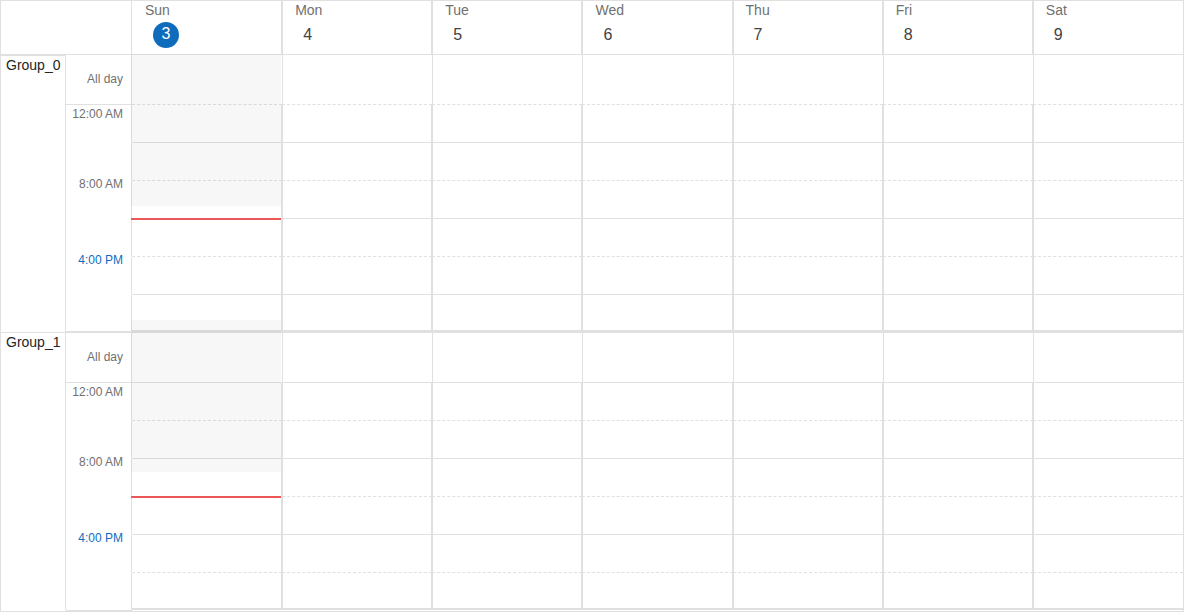 Sun Mon Tue Wed Thu Fri Sat
3 4 5 6 7 8 9
Group_0
All day
12:00 AM
8:00 AM
4:00 PM
Group_1
All day
12:00 AM
8:00 AM
4:00 PM